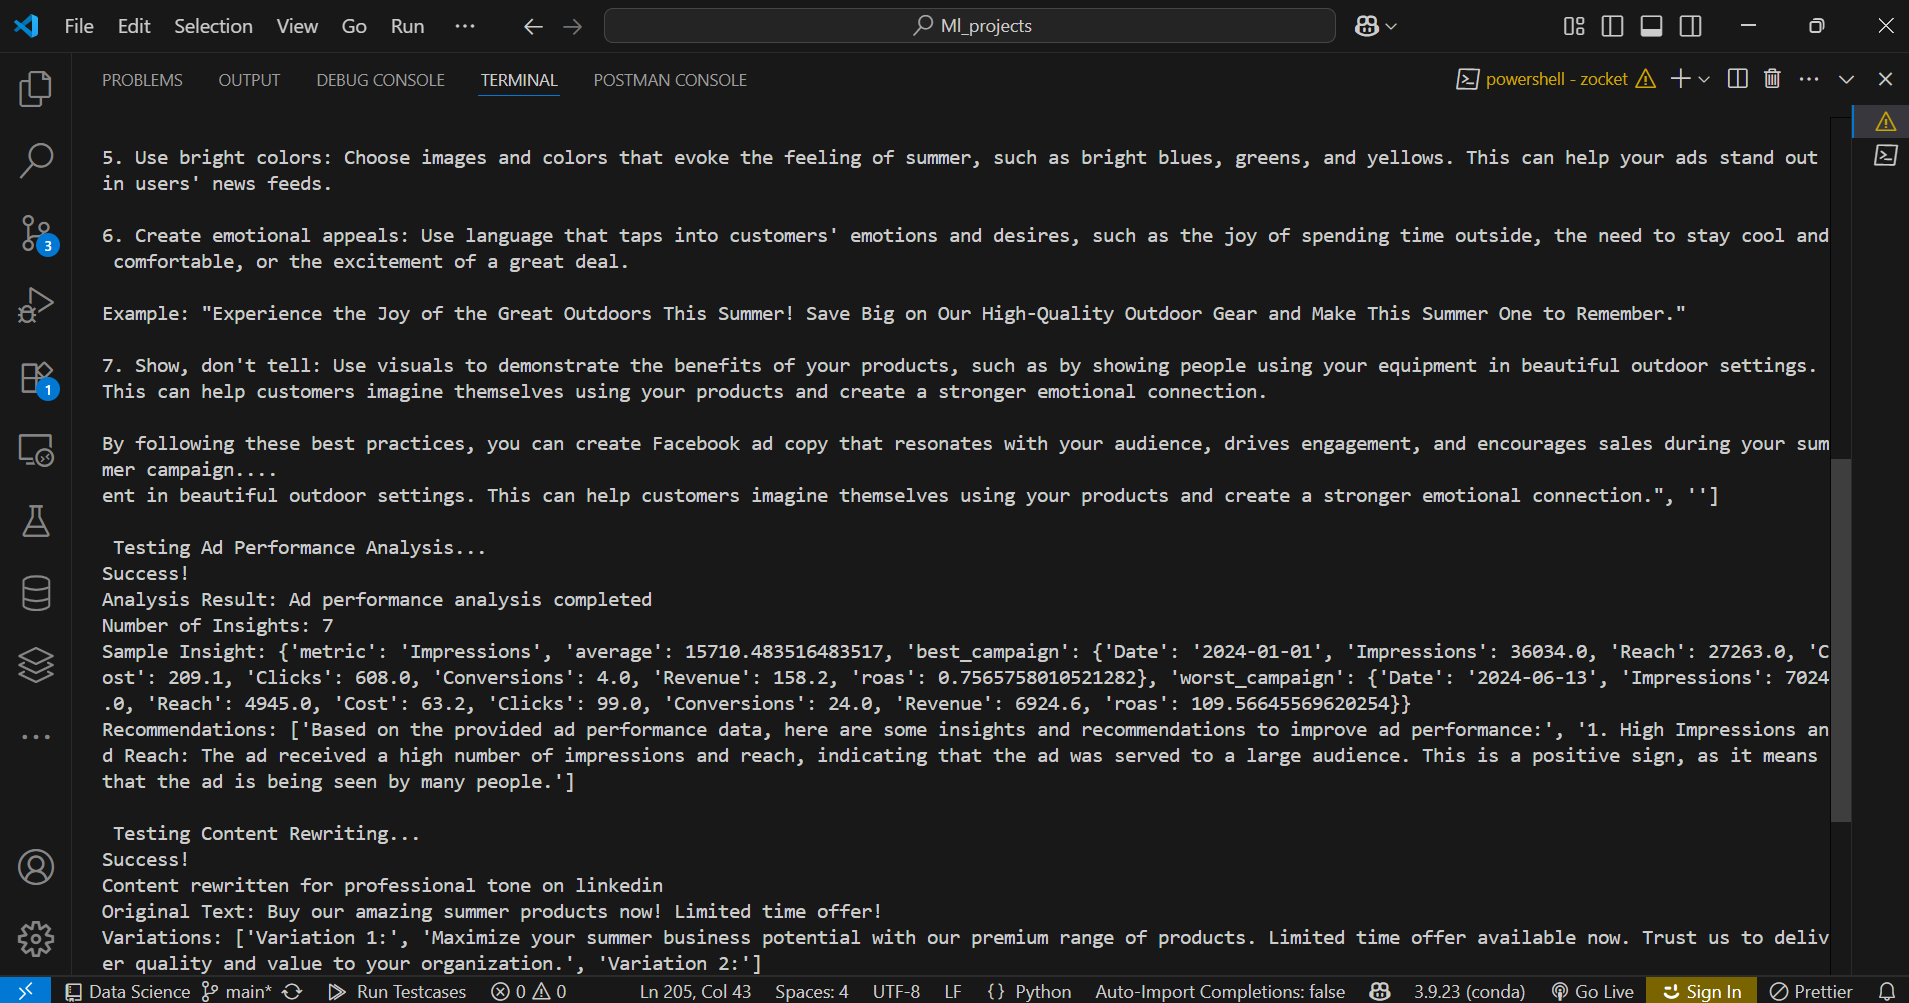 File Edit Selection View Go Run ··· Ml_projects
PROBLEMS OUTPUT DEBUG CONSOLE TERMINAL POSTMAN CONSOLE powershell - zocket
5. Use bright colors: Choose images and colors that evoke the feeling of summer, such as bright blues, greens, and yellows. This can help your ads stand out
in users' news feeds.
6. Create emotional appeals: Use language that taps into customers' emotions and desires, such as the joy of spending time outside, the need to stay cool and
comfortable, or the excitement of a great deal.
Example: "Experience the Joy of the Great Outdoors This Summer! Save Big on Our High-Quality Outdoor Gear and Make This Summer One to Remember."
7. Show, don't tell: Use visuals to demonstrate the benefits of your products, such as by showing people using your equipment in beautiful outdoor settings.
This can help customers imagine themselves using your products and create a stronger emotional connection.
By following these best practices, you can create Facebook ad copy that resonates with your audience, drives engagement, and encourages sales during your sum
mer campaign....
ent in beautiful outdoor settings. This can help customers imagine themselves using your products and create a stronger emotional connection.", '']
Testing Ad Performance Analysis...
Success!
Analysis Result: Ad performance analysis completed
Number of Insights: 7
Sample Insight: {'metric': 'Impressions', 'average': 15710.483516483517, 'best_campaign': {'Date': '2024-01-01', 'Impressions': 36034.0, 'Reach': 27263.0, 'C
ost': 209.1, 'Clicks': 608.0, 'Conversions': 4.0, 'Revenue': 158.2, 'roas': 0.7565758010521282}, 'worst_campaign': {'Date': '2024-06-13', 'Impressions': 7024
.0, 'Reach': 4945.0, 'Cost': 63.2, 'Clicks': 99.0, 'Conversions': 24.0, 'Revenue': 6924.6, 'roas': 109.56645569620254}}
Recommendations: ['Based on the provided ad performance data, here are some insights and recommendations to improve ad performance:', '1. High Impressions an
d Reach: The ad received a high number of impressions and reach, indicating that the ad was served to a large audience. This is a positive sign, as it means
that the ad is being seen by many people.']
Testing Content Rewriting...
Success!
Content rewritten for professional tone on linkedin
Original Text: Buy our amazing summer products now! Limited time offer!
Variations: ['Variation 1:', 'Maximize your summer business potential with our premium range of products. Limited time offer available now. Trust us to deliv
er quality and value to your organization.', 'Variation 2:']
3
1
Data Science main* Run Testcases 0 0 Ln 205, Col 43 Spaces: 4 UTF-8 LF {} Python Auto-Import Completions: false 3.9.23 (conda) Go Live Sign In Prettier